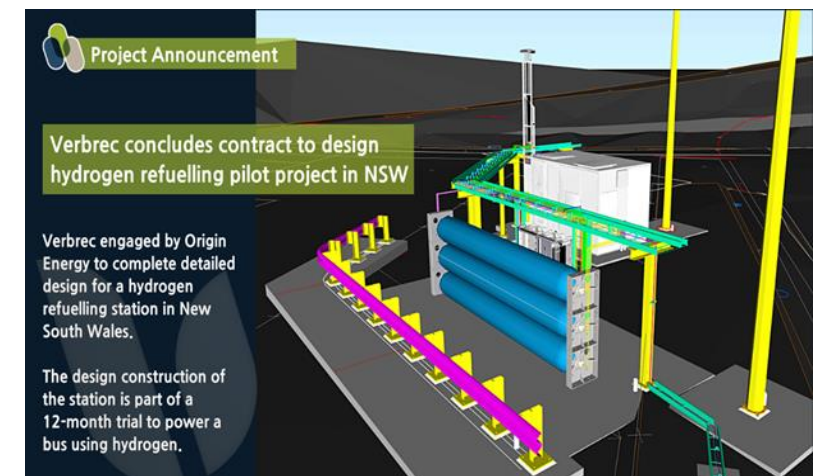 Project Announcement
Verbrec concludes contract to design
hydrogen refuelling pilot project in NSW
Verbrec engaged by Origin
Energy to complete detailed
design for a hydrogen
refuelling station in New
South Wales.
The design construction of
the station is part of a
12-month trial to power a
bus using hydrogen.